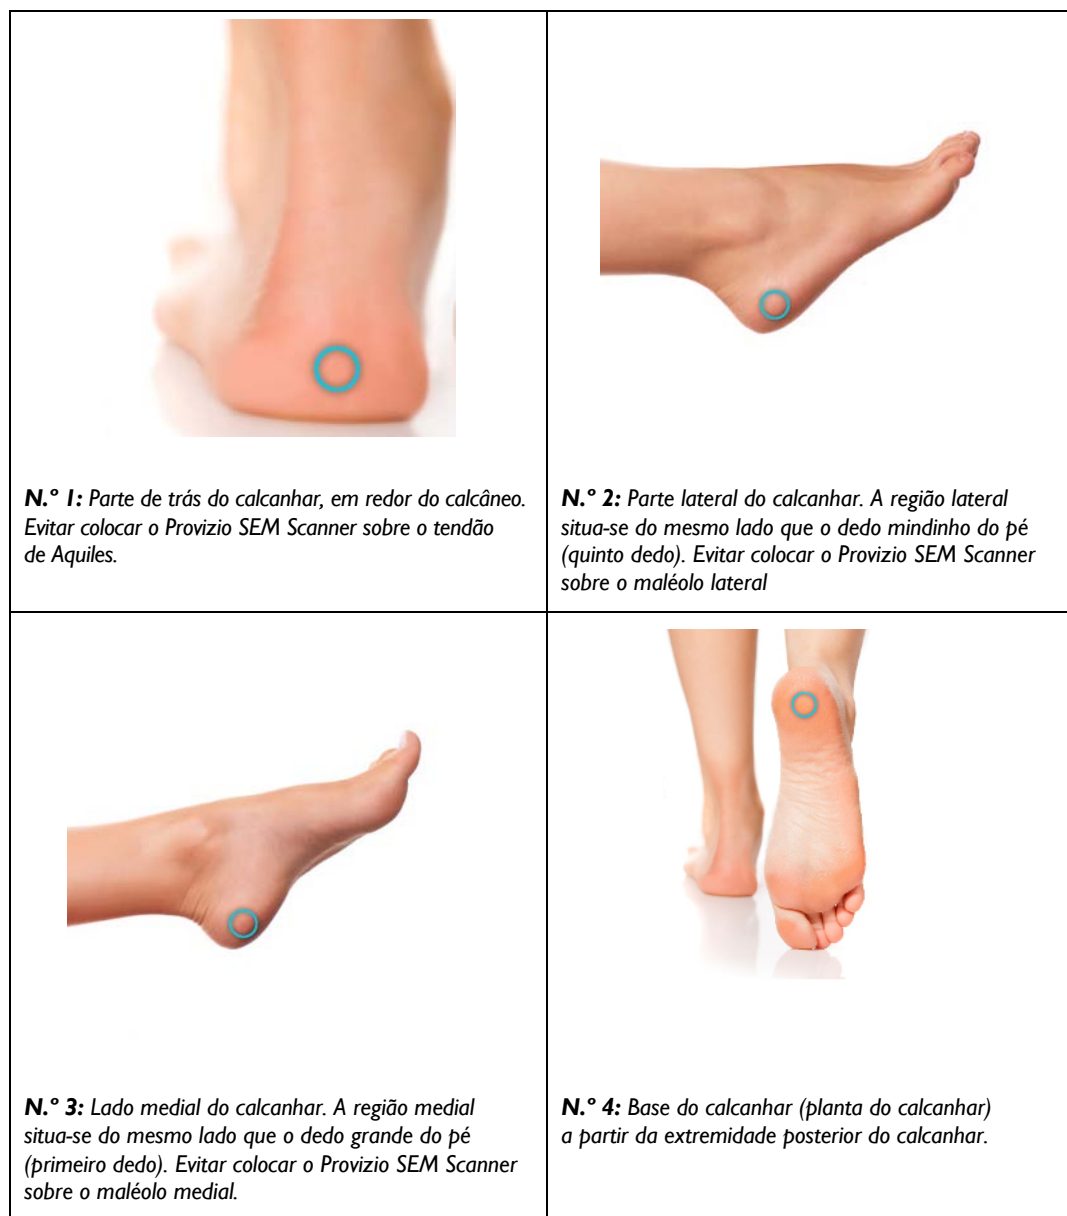 N.º 1: Parte de trás do calcanhar, em redor do calcâneo.
Evitar colocar o Provizio SEM Scanner sobre o tendão
de Aquiles.
N.º 2: Parte lateral do calcanhar. A região lateral
situa-se do mesmo lado que o dedo mindinho do pé
(quinto dedo). Evitar colocar o Provizio SEM Scanner
sobre o maléolo lateral
N.º 3: Lado medial do calcanhar. A região medial
situa-se do mesmo lado que o dedo grande do pé
(primeiro dedo). Evitar colocar o Provizio SEM Scanner
sobre o maléolo medial.
N.º 4: Base do calcanhar (planta do calcanhar)
a partir da extremidade posterior do calcanhar.